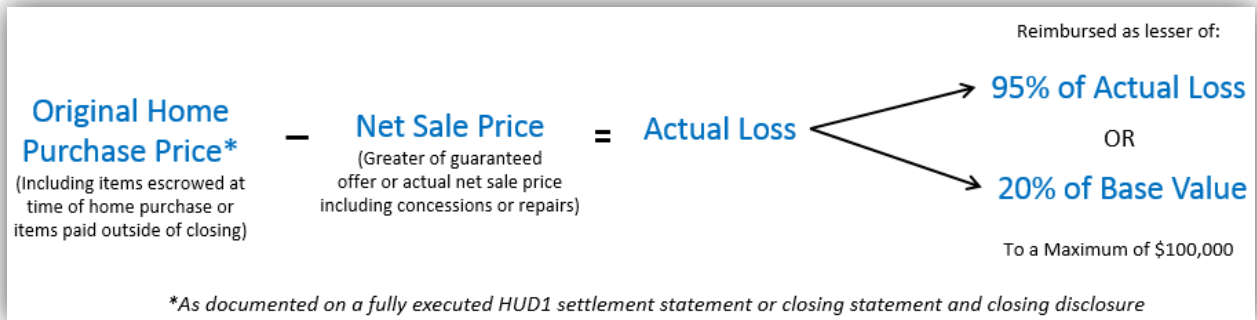 Reimbursed as lesser of:
Original Home
Purchase Price*
(Including items escrowed at
time of home purchase or
items paid outside of closing)
–
Net Sale Price
(Greater of guaranteed
offer or actual net sale price
including concessions or repairs)
=
Actual Loss
95% of Actual Loss
OR
20% of Base Value
To a Maximum of $100,000
*As documented on a fully executed HUD1 settlement statement or closing statement and closing disclosure